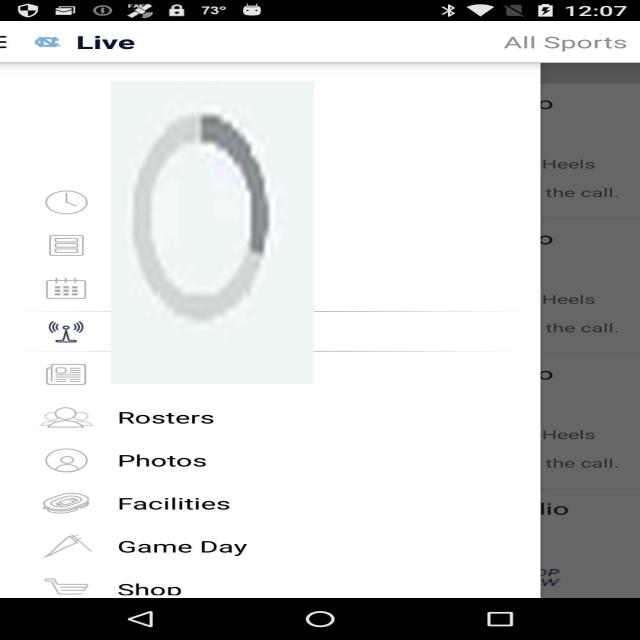 73° 12:07
Live All Sports
Heels
the call.
Heels
the call.
Heels
Rosters
the call.
Photos
Facilities
Game Day
Shop